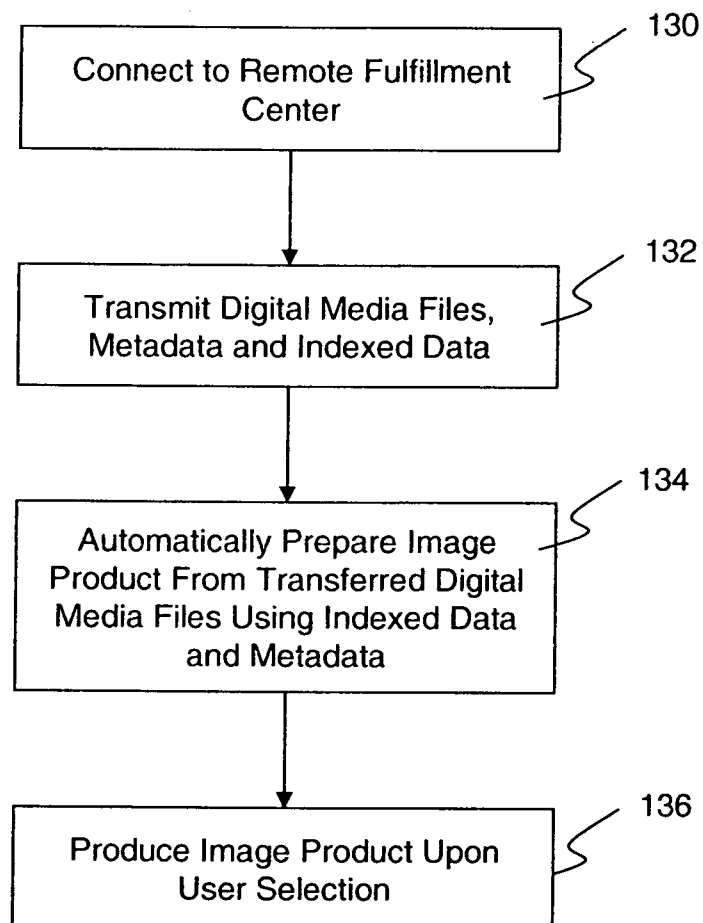 130
Connect to Remote Fulfillment
Center
132
Transmit Digital Media Files,
Metadata and Indexed Data
134
Automatically Prepare Image
Product From Transferred Digital
Media Files Using Indexed Data
and Metadata
136
Produce Image Product Upon
User Selection